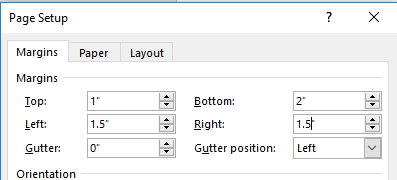 Page Setup ? ×
Margins Paper Layout
Margins
Top: 1" Bottom: 2"
Left: 1.5" Right: 1.5"
Gutter: 0" Gutter position: Left
Orientation